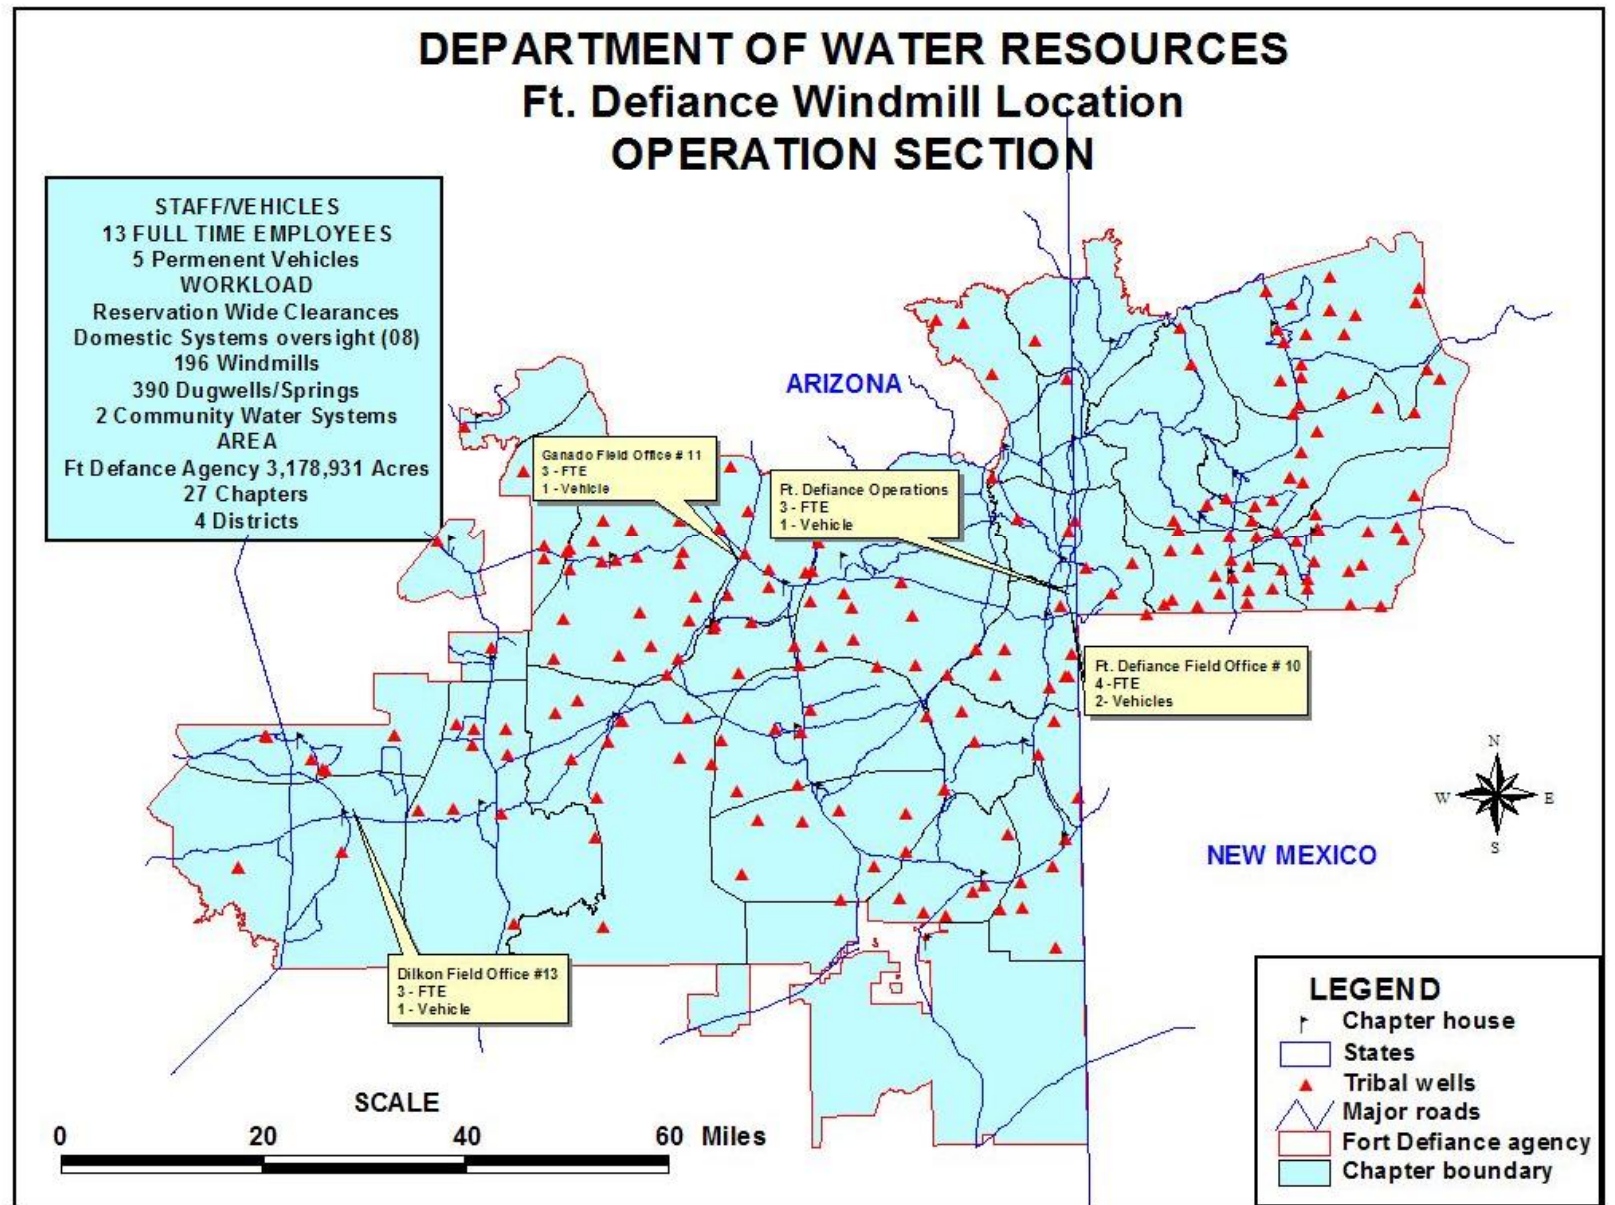 DEPARTMENT OF WATER RESOURCES
Ft. Defiance Windmill Location
OPERATION SECTION
STAFF/VEHICLES
13 FULL TIME EMPLOYEES
5 Permenent Vehicles
WORKLOAD
Reservation Wide Clearances
Domestic Systems oversight (08)
196 Windmills
390 Dugwells/Springs
2 Community Water Systems
AREA
Ft Defance Agency 3,178,931 Acres
27 Chapters
4 Districts
ARIZONA
Ganado Field Office # 11
3 - FTE
1 - Vehicle
Ft. Defiance Operations
3 - FTE
1 - Vehicle
Ft. Defiance Field Office # 10
4 -FTE
2- Vehicles
N
W
E
S
NEW MEXICO
Dilkon Field Office #13
3 - FTE
1 - Vehicle
LEGEND
Chapter house
States
Tribal wells
Major roads
Fort Defiance agency
Chapter boundary
SCALE
0 20 40 60 Miles